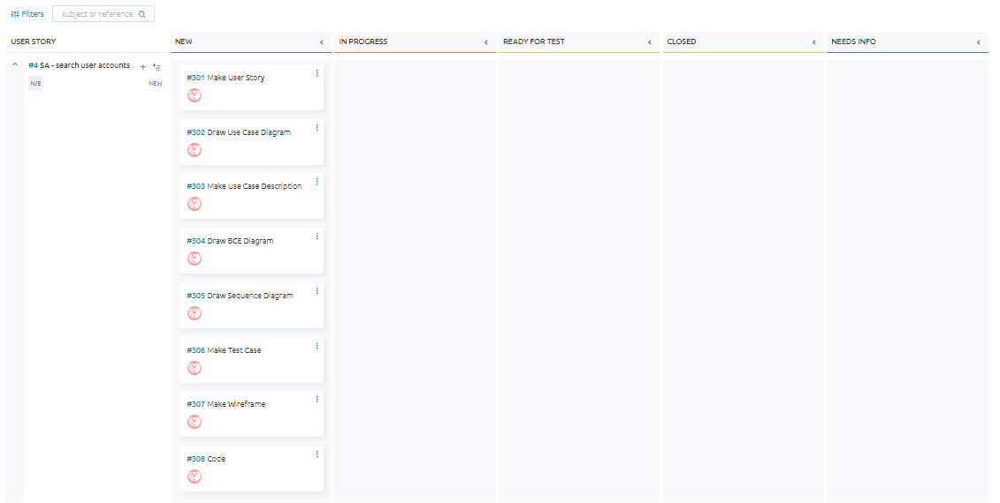 Filters
subject or reference
USER STORY
NEW
IN PROGRESS
READY FOR TEST
CLOSED
NEEDS INFO
#4 SA - search user accounts
N/E
NEW
#301 Make User Story
#302 Draw Use Case Diagram
#303 Make Use Case Description
#304 Draw BCE Diagram
#305 Draw Sequence Diagram
#306 Make Test Case
#307 Make Wireframe
#308 Code